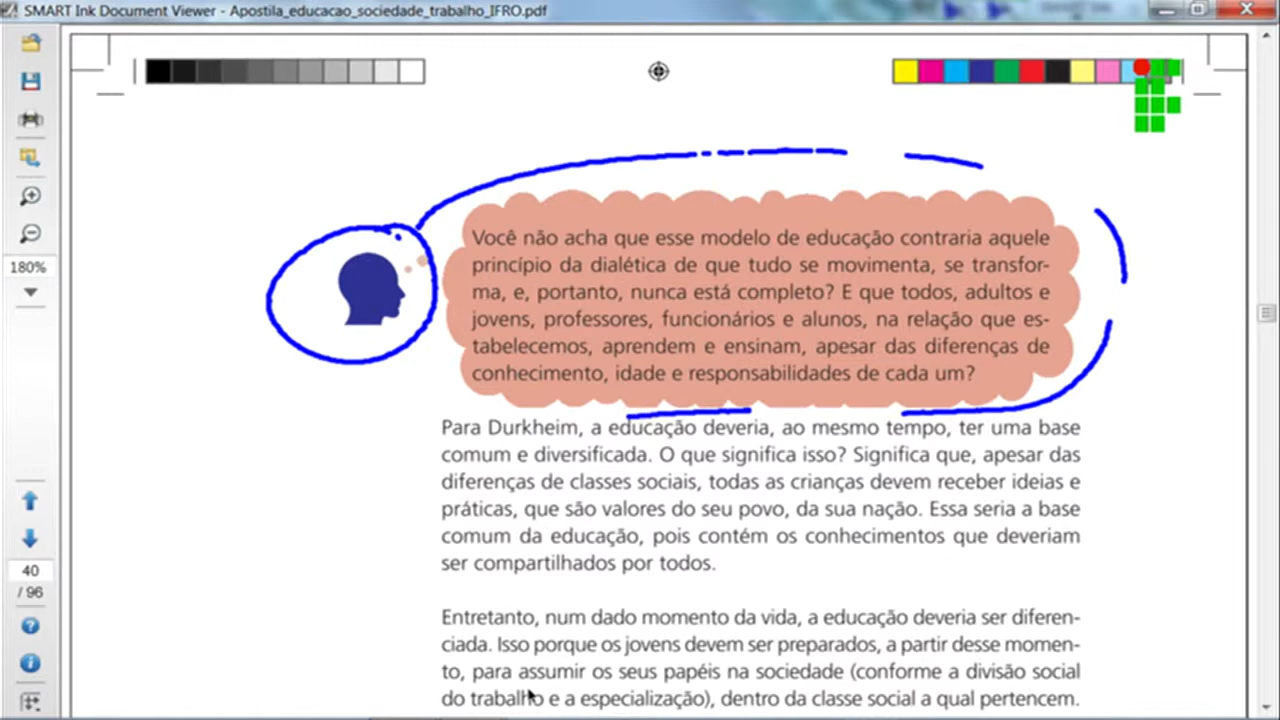 SMART Ink Document Viewer - Apostila_educacao_sociedade_trabalho_IFRO.pdf
180%
40
/ 96
Você não acha que esse modelo de educação contraria aquele
princípio da dialética de que tudo se movimenta, se transfor-
ma, e, portanto, nunca está completo? E que todos, adultos e
jovens, professores, funcionários e alunos, na relação que es-
tabelecemos, aprendem e ensinam, apesar das diferenças de
conhecimento, idade e responsabilidades de cada um?
Para Durkheim, a educação deveria, ao mesmo tempo, ter uma base
comum e diversificada. O que significa isso? Significa que, apesar das
diferenças de classes sociais, todas as crianças devem receber ideias e
práticas, que são valores do seu povo, da sua nação. Essa seria a base
comum da educação, pois contém os conhecimentos que deveriam
ser compartilhados por todos.
Entretanto, num dado momento da vida, a educação deveria ser diferen-
ciada. Isso porque os jovens devem ser preparados, a partir desse momen-
to, para assumir os seus papéis na sociedade (conforme a divisão social
do trabalho e a especialização), dentro da classe social a qual pertencem.